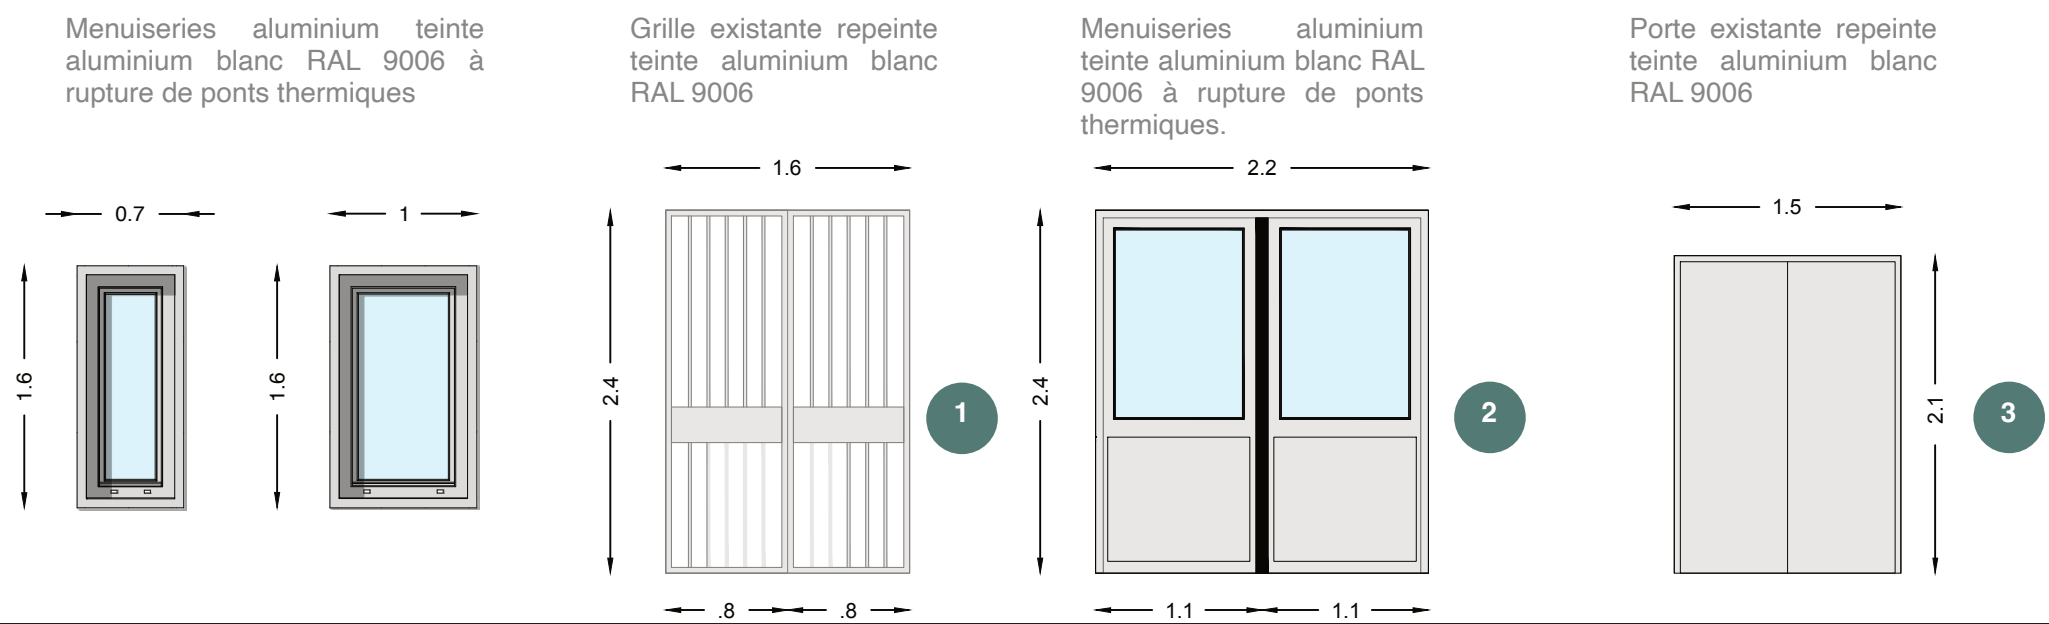 Menuiseries aluminium teinte
aluminium blanc RAL 9006 à
rupture de ponts thermiques
Grille existante repeinte
teinte aluminium blanc
RAL 9006
Menuiseries aluminium
teinte aluminium blanc RAL
9006 à rupture de ponts
thermiques.
Porte existante repeinte
teinte aluminium blanc
RAL 9006
0.7
1.6
1
1.6
1.6
2.4
.8
.8
1
2.2
2.4
1.1
1.1
2
1.5
2.1
3